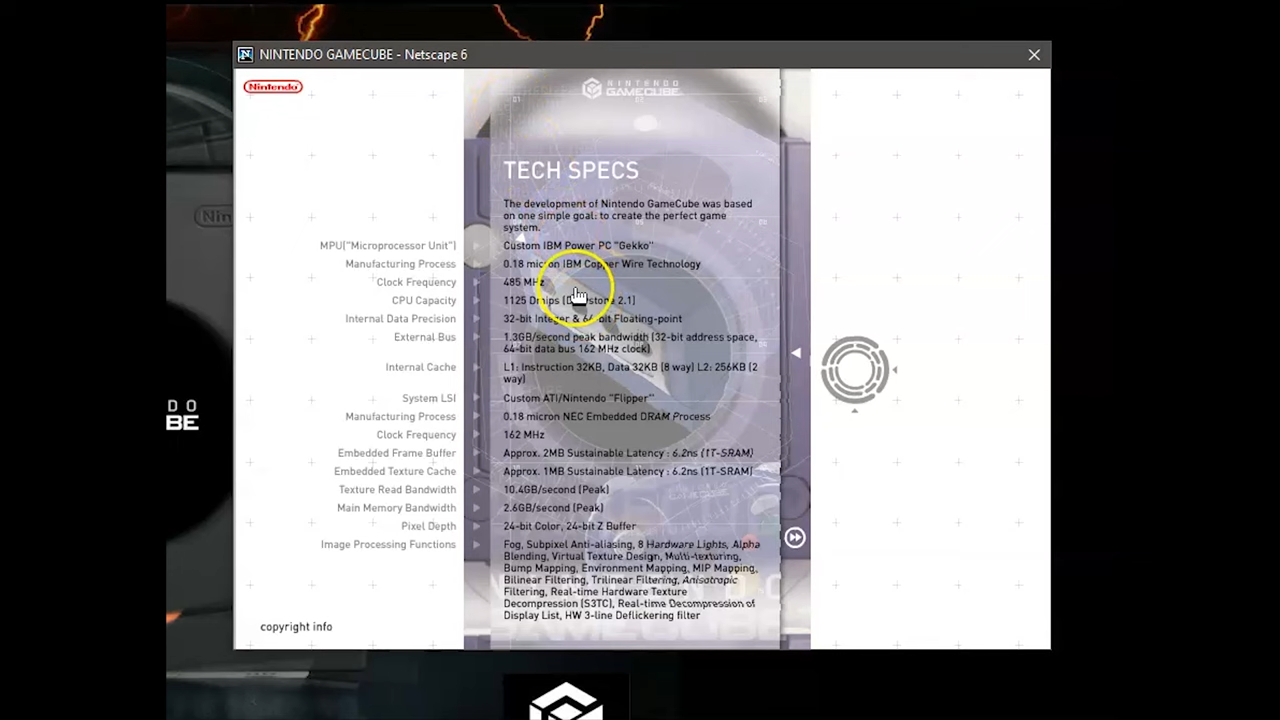 NINTENDO GAMECUBE - Netscape 6
Nintendo
NINTENDO
GAMECUBE
01 02 03
TECH SPECS
The development of Nintendo GameCube was based
on one simple goal: to create the perfect game
system.
MPU("Microprocessor Unit") Custom IBM Power PC "Gekko"
Manufacturing Process 0.18 micron IBM Copper Wire Technology
Clock Frequency 485 MHz
CPU Capacity 1125 Dmips (Dhrystone 2.1)
Internal Data Precision 32-bit Integer & 64-bit Floating-point
External Bus 1.3GB/second peak bandwidth (32-bit address space,
64-bit data bus 162 MHz clock)
Internal Cache L1: Instruction 32KB, Data 32KB (8 way) L2: 256KB (2
way)
System LSI Custom ATI/Nintendo "Flipper"
Manufacturing Process 0.18 micron NEC Embedded DRAM Process
Clock Frequency 162 MHz
Embedded Frame Buffer Approx. 2MB Sustainable Latency : 6.2ns (1T-SRAM)
Embedded Texture Cache Approx. 1MB Sustainable Latency : 6.2ns (1T-SRAM)
Texture Read Bandwidth 10.4GB/second (Peak)
Main Memory Bandwidth 2.6GB/second (Peak)
Pixel Depth 24-bit Color, 24-bit Z Buffer
Image Processing Functions Fog, Subpixel Anti-aliasing, 8 Hardware Lights, Alpha
Blending, Virtual Texture Design, Multi-texturing,
Bump Mapping, Environment Mapping, MIP Mapping,
Bilinear Filtering, Trilinear Filtering, Anisotropic
Filtering, Real-time Hardware Texture
Decompression (S3TC), Real-time Decompression of
Display List, HW 3-line Deflickering filter
copyright info
Nin
DO
BE